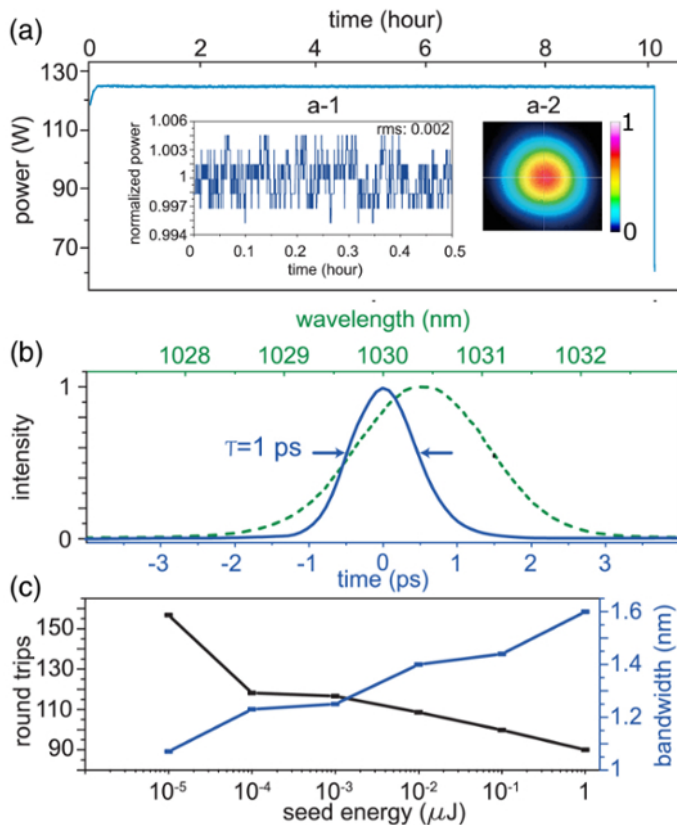 (a)
time (hour)
0 2 4 6 8 10
130
110
90
70
power (W)
a-1
1.006
1.003
1
0.997
0.994
normalized power
rms: 0.002
0 0.1 0.2 0.3 0.4 0.5
time (hour)
a-2
1
0
wavelength (nm)
(b)
1028 1029 1030 1031 1032
1
0
intensity
τ=1 ps
-3 -2 -1 0 1 2 3
time (ps)
(c)
150
130
110
90
round trips
1.6
1.4
1.2
1
bandwidth (nm)
10⁻⁵ 10⁻⁴ 10⁻³ 10⁻² 10⁻¹ 1
seed energy (μJ)